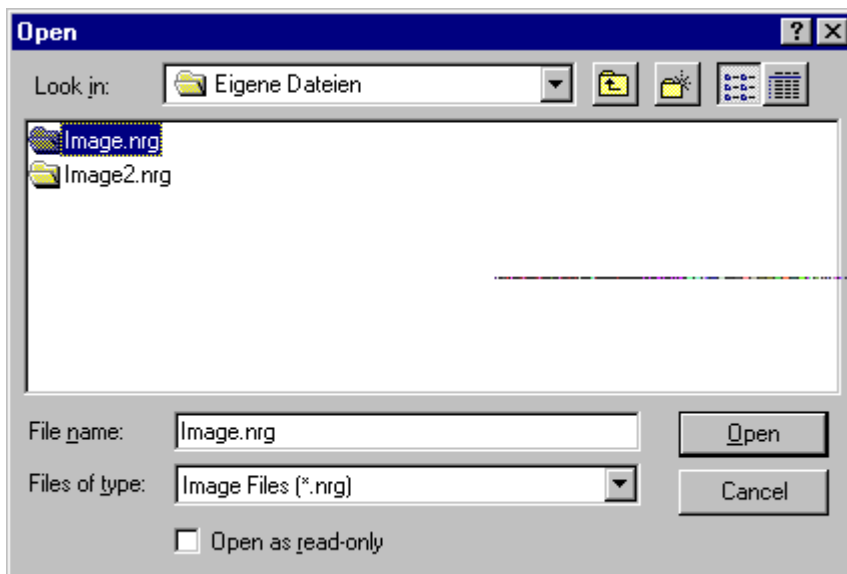 Open
Look in: Eigene Dateien
Image.nrg
Image2.nrg
File name: Image.nrg Open
Files of type: Image Files (*.nrg) Cancel
Open as read-only